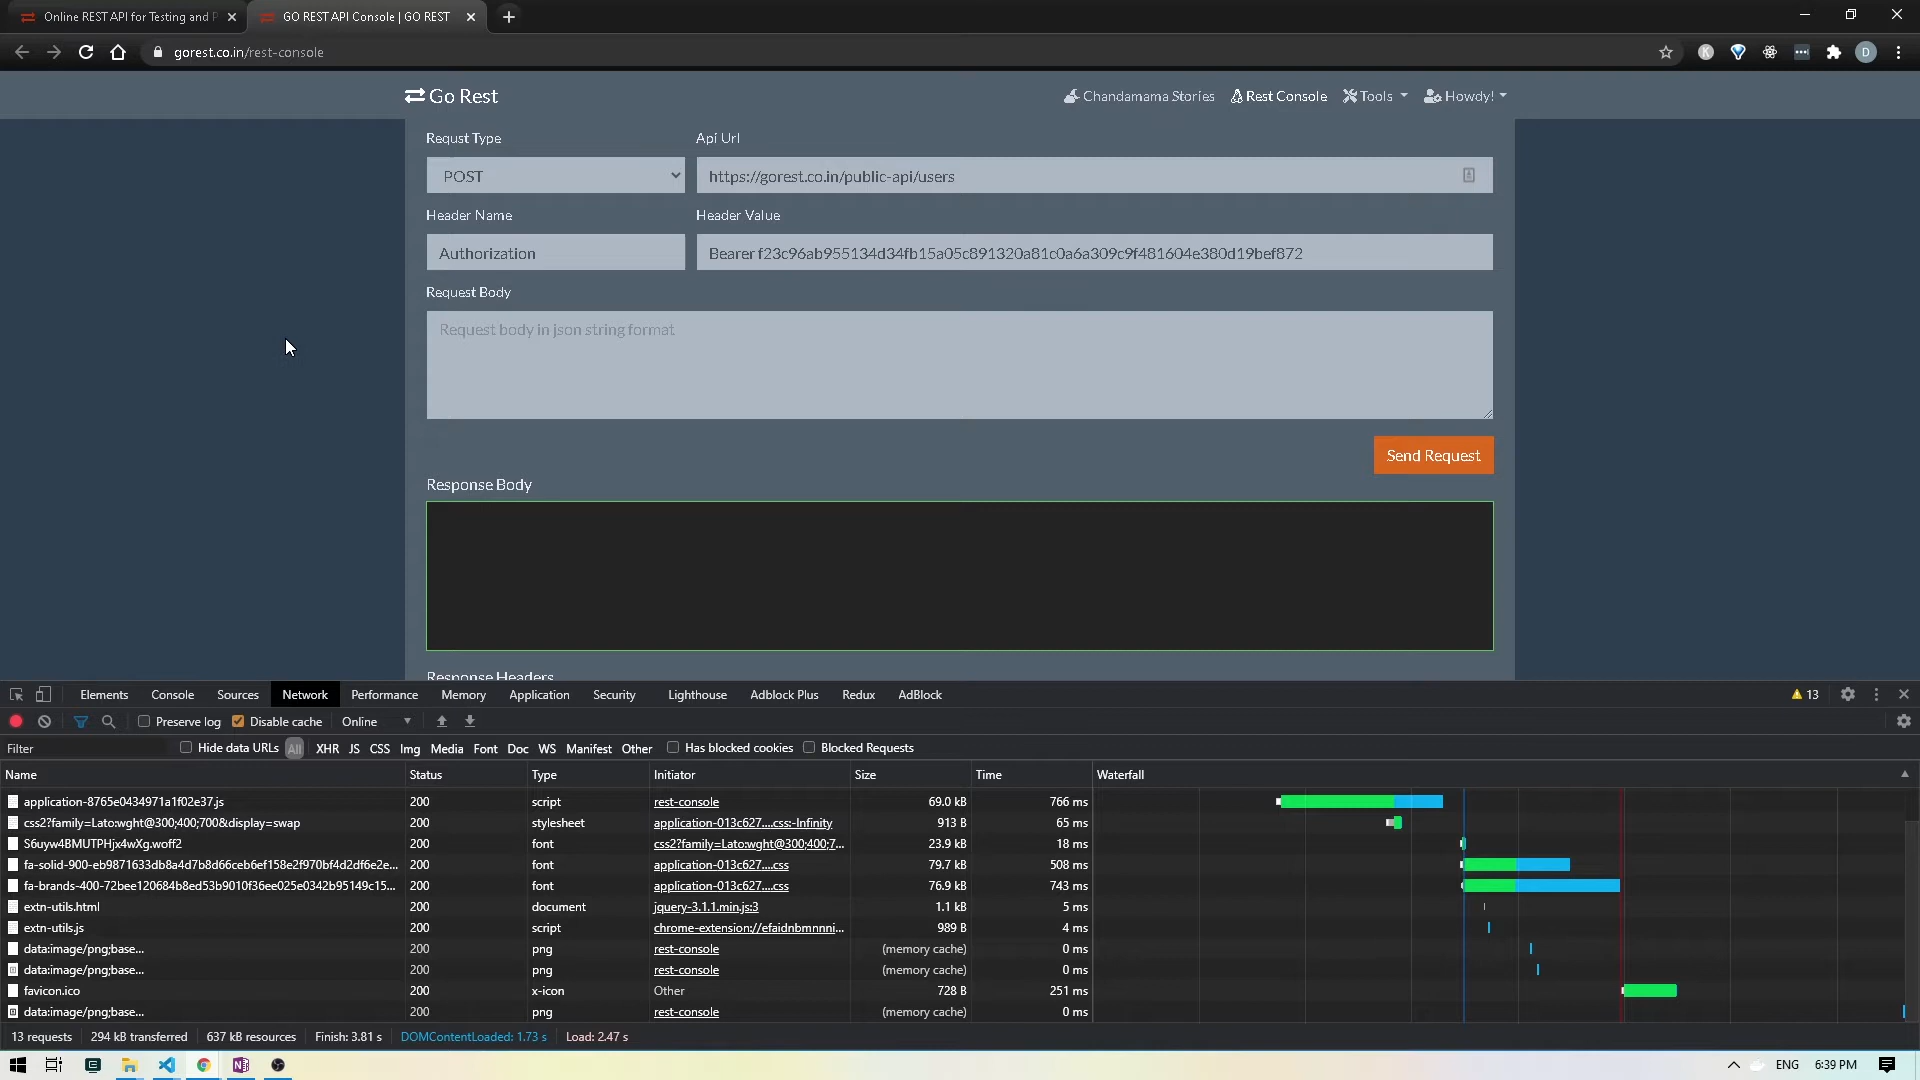 Online REST API for Testing and P
GO REST API Console | GO REST
gorest.co.in/rest-console
K
D
Go Rest
Chandamama Stories
Rest Console
Tools
Howdy!
Requst Type
Api Url
POST
https://gorest.co.in/public-api/users
Header Name
Header Value
Authorization
Bearer f23c96ab955134d34fb15a05c891320a81c0a6a309c9f481604e380d19bef872
Request Body
Request body in json string format
Send Request
Response Body
Response Headers
Elements Console Sources Network Performance Memory Application Security Lighthouse Adblock Plus Redux AdBlock 13
Preserve log Disable cache Online
Filter Hide data URLs All XHR JS CSS Img Media Font Doc WS Manifest Other Has blocked cookies Blocked Requests
Name Status Type Initiator Size Time Waterfall
application-8765e0434971a1f02e37.js 200 script rest-console 69.0 kB 766 ms
css2?family=Lato:wght@300;400;700&display=swap 200 stylesheet application-013c627....css:-Infinity 913 B 65 ms
S6uyw4BMUTPHjx4wXg.woff2 200 font css2?family=Lato:wght@300;400;7... 23.9 kB 18 ms
fa-solid-900-eb9871633db8a4d7b8d66ceb6ef158e2f970bf4d2df6e2e... 200 font application-013c627....css 79.7 kB 508 ms
fa-brands-400-72bee120684b8ed53b9010f36ee025e0342b95149c15... 200 font application-013c627....css 76.9 kB 743 ms
extn-utils.html 200 document jquery-3.1.1.min.js:3 1.1 kB 5 ms
extn-utils.js 200 script chrome-extension://efaidnbmnnni... 989 B 4 ms
data:image/png;base... 200 png rest-console (memory cache) 0 ms
data:image/png;base... 200 png rest-console (memory cache) 0 ms
favicon.ico 200 x-icon Other 728 B 251 ms
data:image/png;base... 200 png rest-console (memory cache) 0 ms
13 requests 294 kB transferred 637 kB resources Finish: 3.81 s DOMContentLoaded: 1.73 s Load: 2.47 s
ENG 6:39 PM